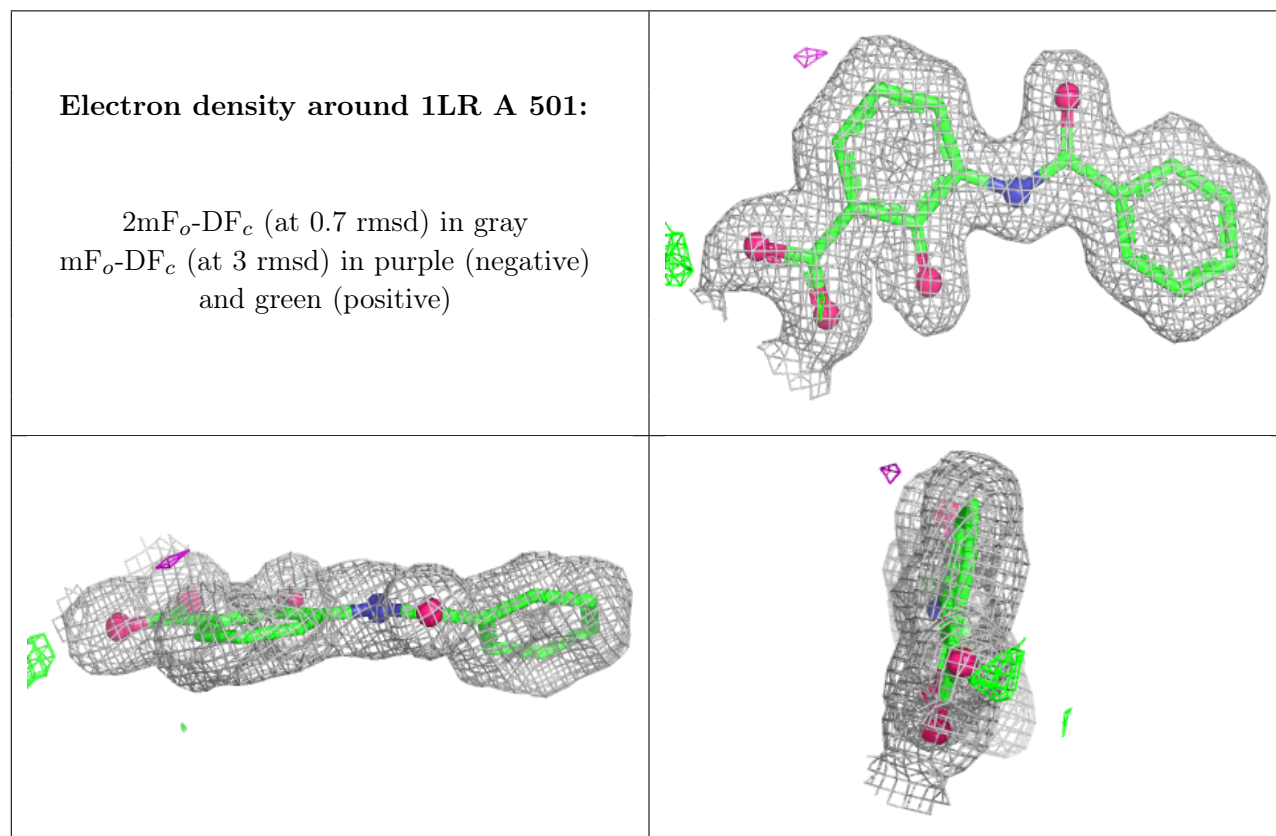 Electron density around 1LR A 501:
2mFo-DFc (at 0.7 rmsd) in gray
mFo-DFc (at 3 rmsd) in purple (negative)
and green (positive)